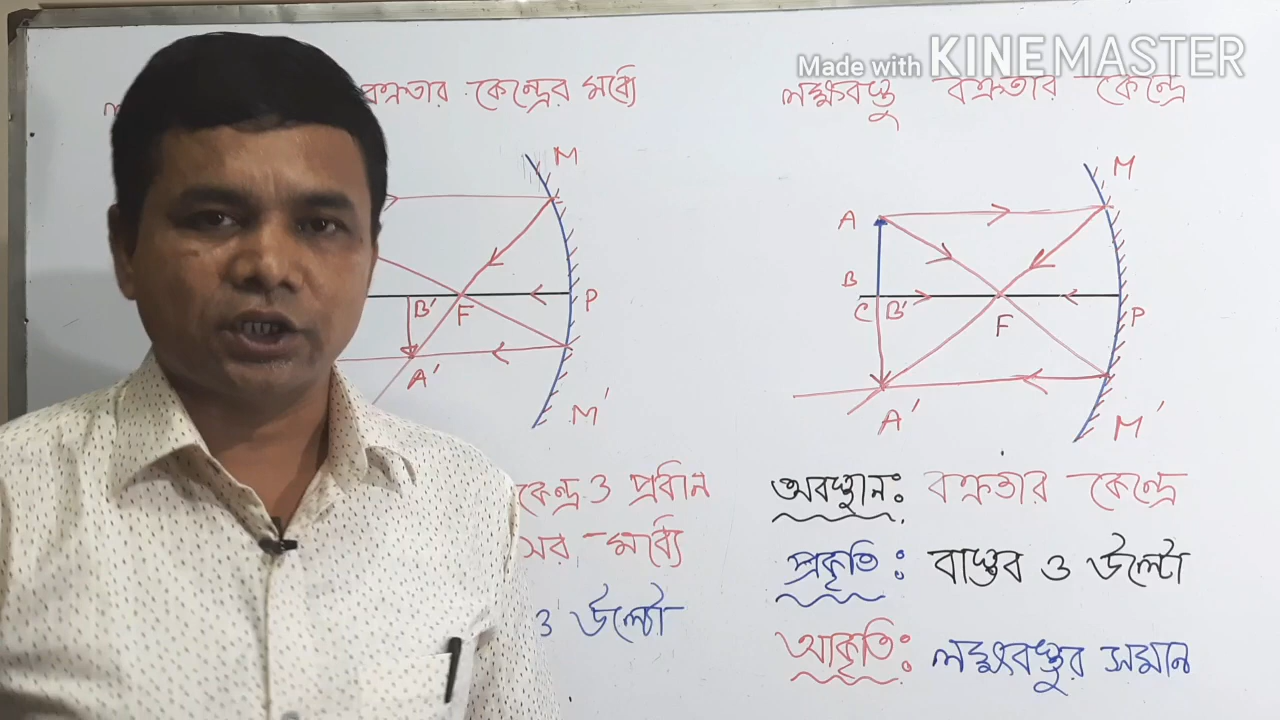 Made with KINEMASTER
বক্রতার কেন্দ্রের মধ্যে
লক্ষ্যবস্তু বক্রতার কেন্দ্রে
M
B' F P
A'
M'
M
A
B
C B' F P
A'
M'
কেন্দ্র ও প্রধান
মধ্যে
ও উল্টো
অবস্থান: বক্রতার কেন্দ্রে
প্রকৃতি: বাস্তব ও উল্টো
আকৃতি: লক্ষ্যবস্তুর সমান